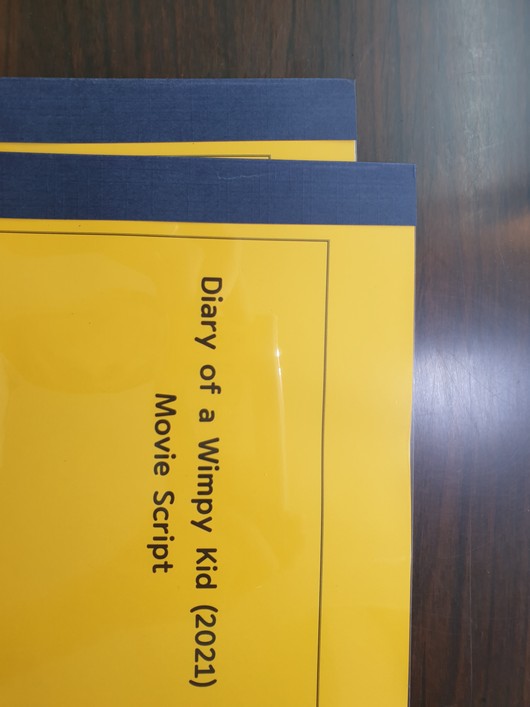 Diary of a Wimpy Kid (2021)
Movie Script